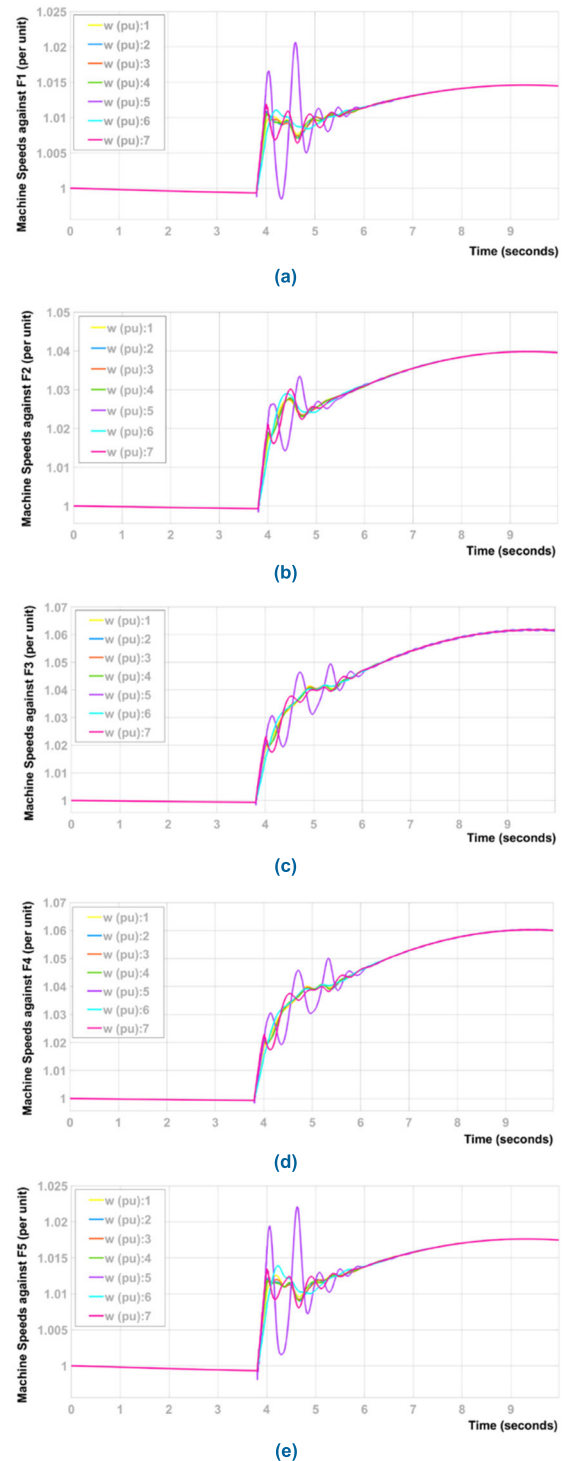 Machine Speeds against F1 (per unit)
1.025
1.02
1.015
1.010
1.005
1
w (pu):1
w (pu):2
w (pu):3
w (pu):4
w (pu):5
w (pu):6
w (pu):7
0 1 2 3 4 5 6 7 8 9
Time (seconds)
(a)
Machine Speeds against F2 (per unit)
1.05
1.04
1.03
1.02
1.01
1
w (pu):1
w (pu):2
w (pu):3
w (pu):4
w (pu):5
w (pu):6
w (pu):7
0 1 2 3 4 5 6 7 8 9
Time (seconds)
(b)
Machine Speeds against F3 (per unit)
1.07
1.06
1.05
1.04
1.03
1.02
1.01
1
w (pu):1
w (pu):2
w (pu):3
w (pu):4
w (pu):5
w (pu):6
w (pu):7
0 1 2 3 4 5 6 7 8 9
Time (seconds)
(c)
Machine Speeds against F4 (per unit)
1.07
1.06
1.05
1.04
1.03
1.02
1.01
1
w (pu):1
w (pu):2
w (pu):3
w (pu):4
w (pu):5
w (pu):6
w (pu):7
0 1 2 3 4 5 6 7 8 9
Time (seconds)
(d)
Machine Speeds against F5 (per unit)
1.025
1.02
1.015
1.01
1.005
1
w (pu):1
w (pu):2
w (pu):3
w (pu):4
w (pu):5
w (pu):6
w (pu):7
0 1 2 3 4 5 6 7 8 9
Time (seconds)
(e)